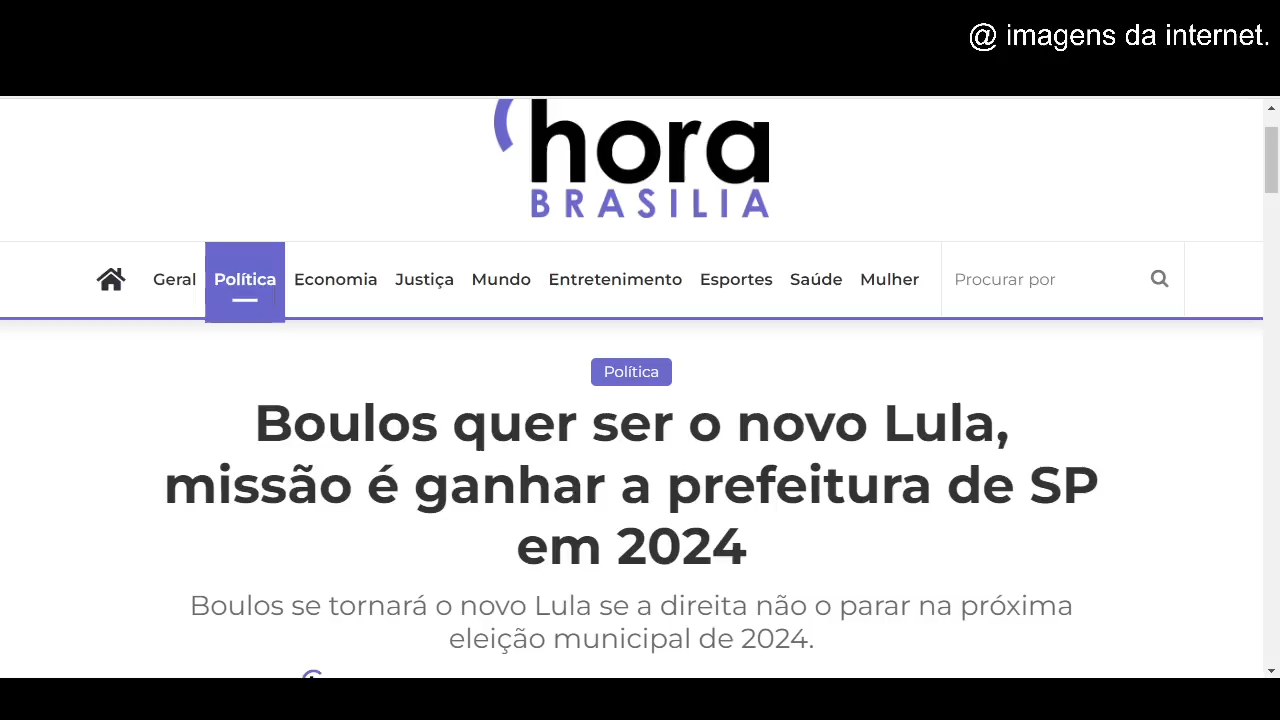 @ imagens da internet.
hora
BRASILIA
Geral Política Economia Justiça Mundo Entretenimento Esportes Saúde Mulher Procurar por
Política
Boulos quer ser o novo Lula,
missão é ganhar a prefeitura de SP
em 2024
Boulos se tornará o novo Lula se a direita não o parar na próxima
eleição municipal de 2024.